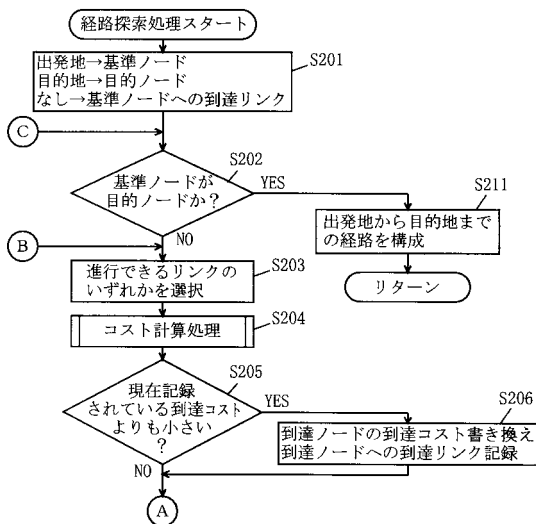 経路探索処理スタート
出発地→基準ノード
目的地→目的ノード
なし→基準ノードへの到達リンク
S201
C
S202
基準ノードが
目的ノードか？
YES
S211
出発地から目的地まで
の経路を構成
リターン
NO
B
進行できるリンクの
いずれかを選択
S203
コスト計算処理
S204
S205
現在記録
されている到達コスト
よりも小さい
？
YES
S206
到達ノードの到達コスト書き換え
到達ノードへの到達リンク記録
NO
A